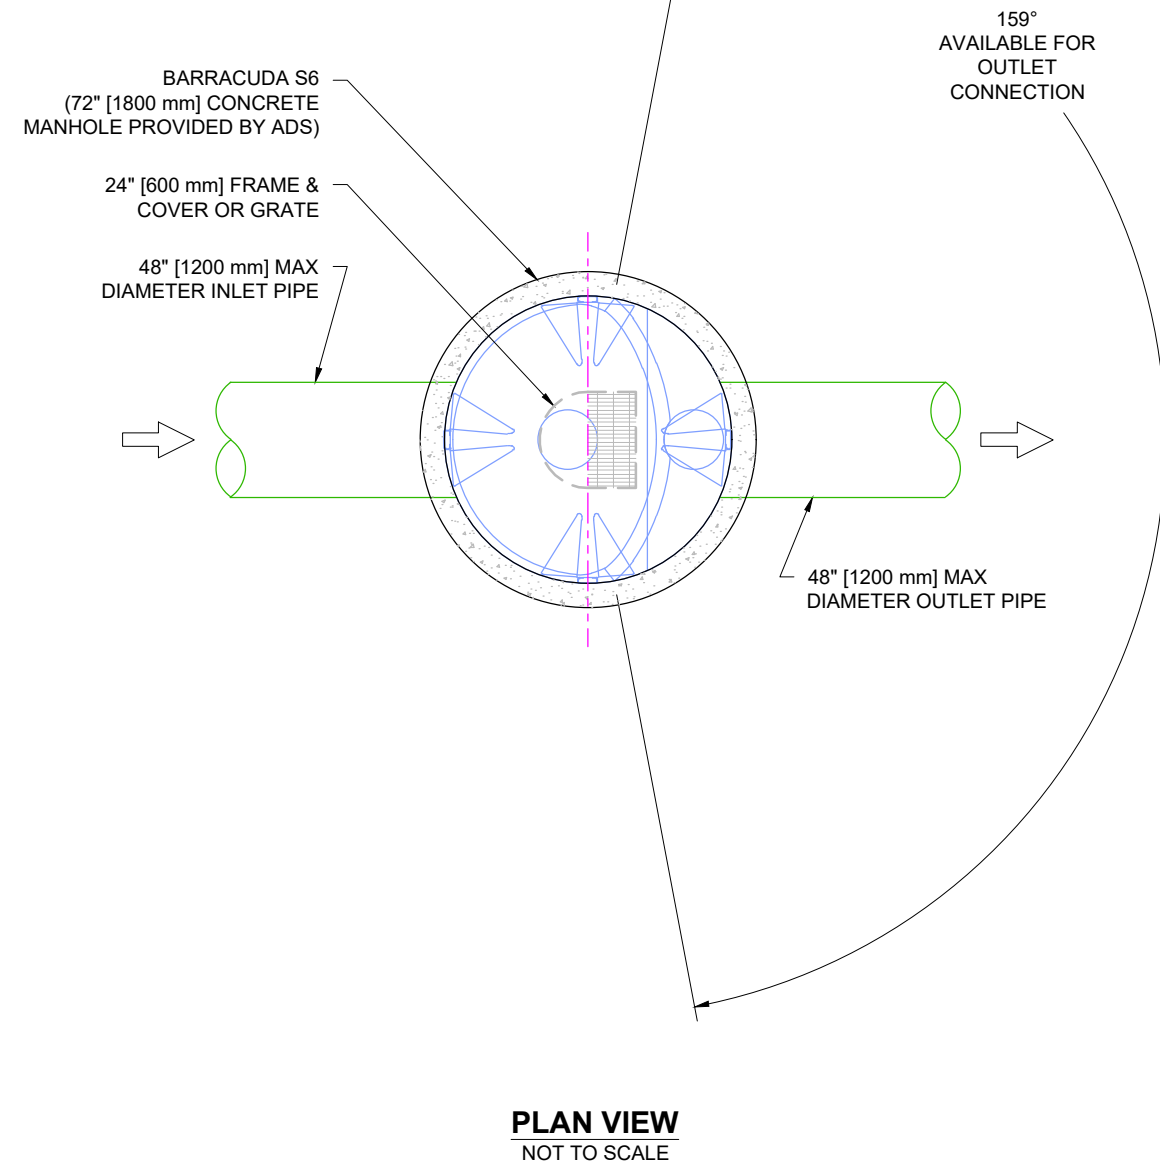 159°
AVAILABLE FOR
OUTLET
CONNECTION
BARRACUDA S6
(72" [1800 mm] CONCRETE
MANHOLE PROVIDED BY ADS)
24" [600 mm] FRAME &
COVER OR GRATE
48" [1200 mm] MAX
DIAMETER INLET PIPE
48" [1200 mm] MAX
DIAMETER OUTLET PIPE
PLAN VIEW
NOT TO SCALE